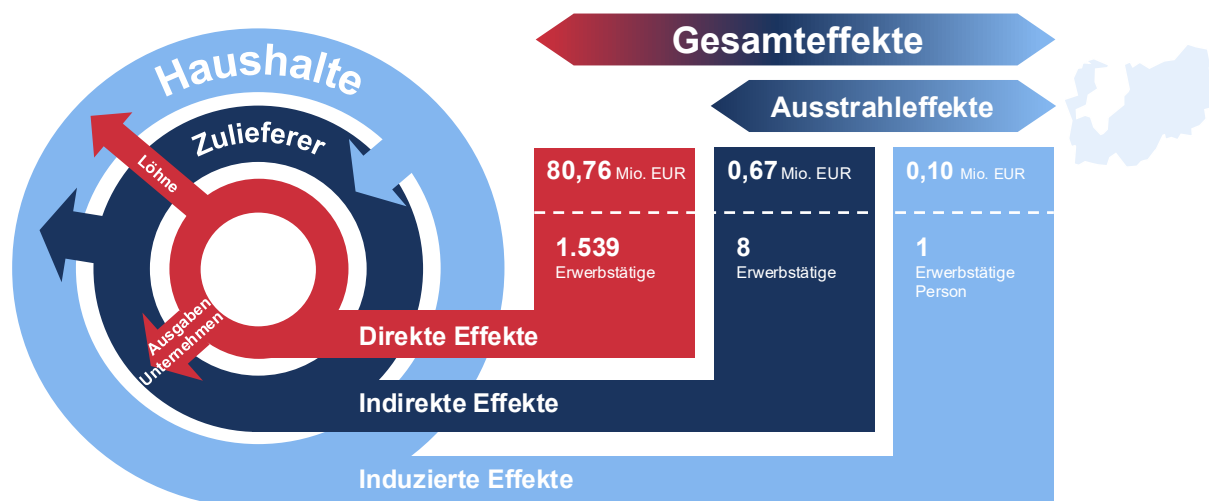 Haushalte
Zulieferer
Löhne
Ausgaben
Unternehmen
Gesamteffekte
Ausstrahleffekte
80,76 Mio. EUR
0,67 Mio. EUR
0,10 Mio. EUR
1.539
Erwerbstätige
8
Erwerbstätige
1
Erwerbstätige
Person
Direkte Effekte
Indirekte Effekte
Induzierte Effekte